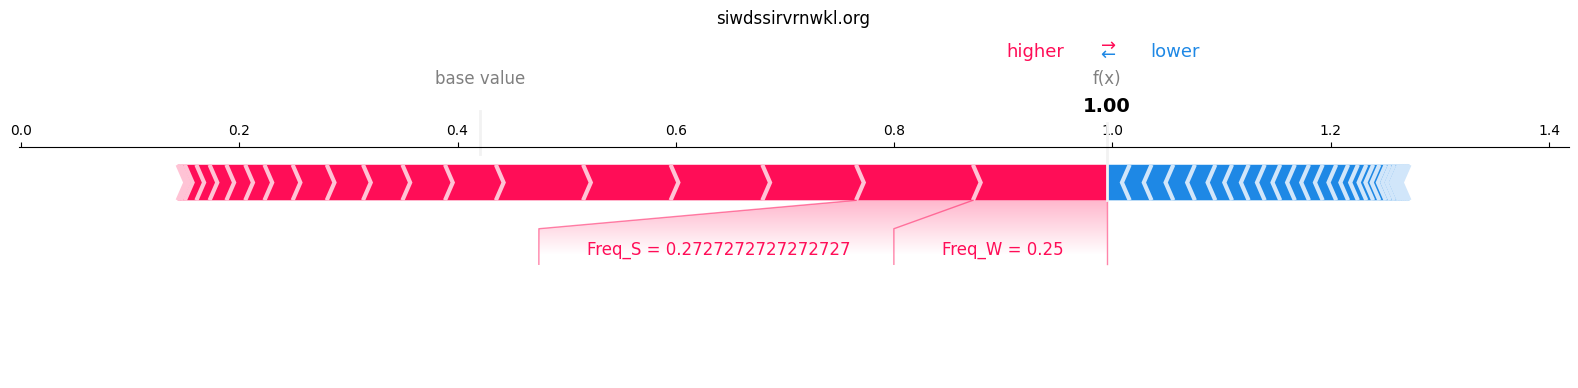 siwdssirvrnwkl.org
higher ⇄ lower
base value f(x)
1.00
0.0 0.2 0.4 0.6 0.8 1.0 1.2 1.4
Freq_S = 0.2727272727272727 Freq_W = 0.25